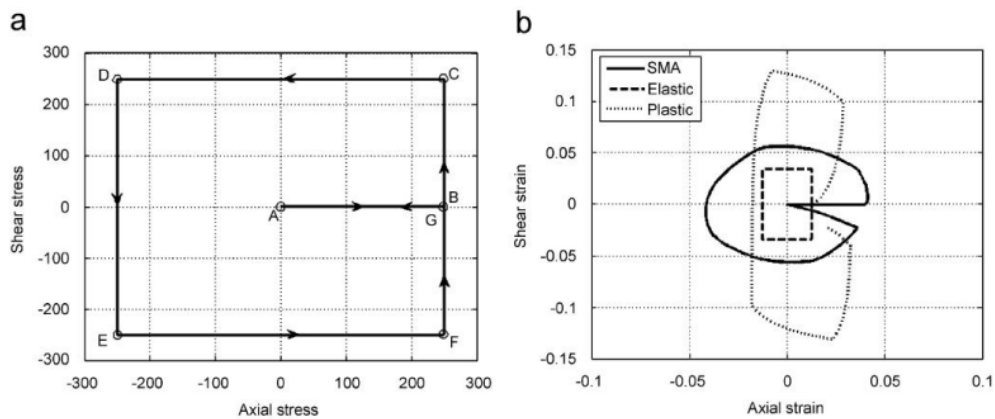 a
300
200
100
0
-100
-200
-300
-300 -200 -100 0 100 200 300
Shear stress
Axial stress
D
C
A
B
G
E
F
b
0.15
0.1
0.05
0
-0.05
-0.1
-0.15
-0.1 -0.05 0 0.05 0.1
Shear strain
Axial strain
SMA
Elastic
Plastic